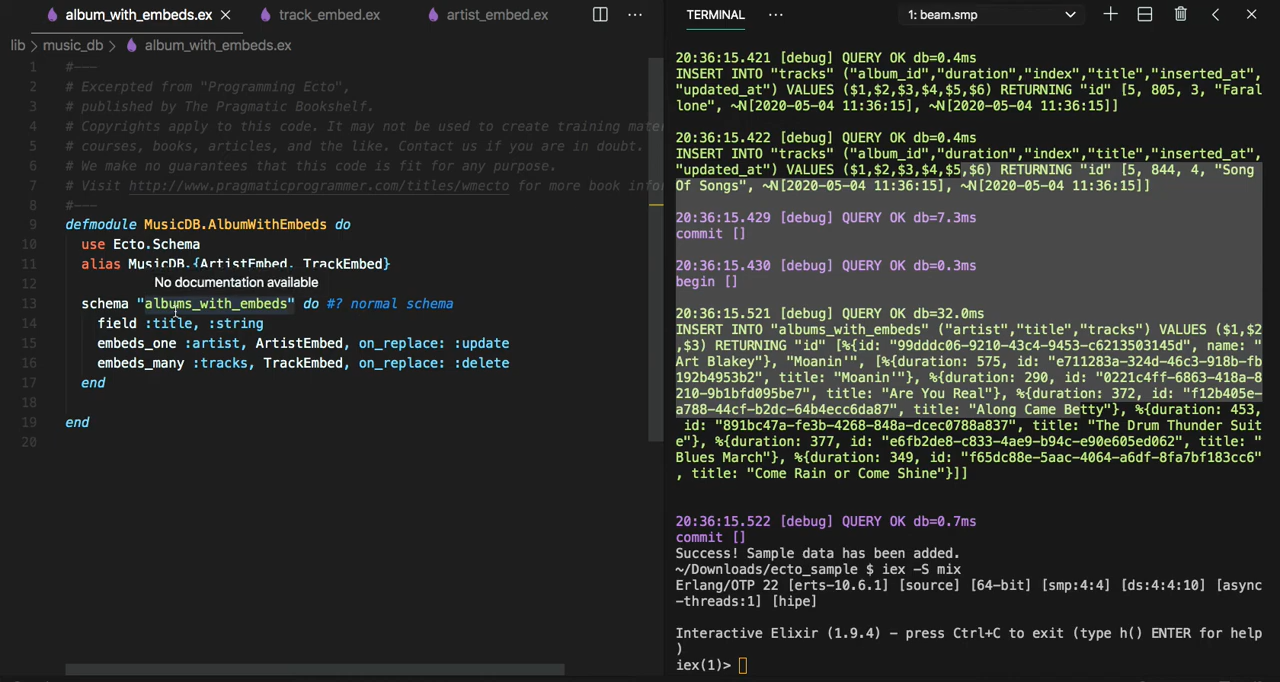 album_with_embeds.ex
track_embed.ex
artist_embed.ex
lib > music_db > album_with_embeds.ex
1 #---
2 # Excerpted from "Programming Ecto",
3 # published by The Pragmatic Bookshelf.
4 # Copyrights apply to this code. It may not be used to create training mate
5 # courses, books, articles, and the like. Contact us if you are in doubt.
6 # We make no guarantees that this code is fit for any purpose.
7 # Visit http://www.pragmaticprogrammer.com/titles/wmecto for more book info
8 #---
9 defmodule MusicDB.AlbumWithEmbeds do
10 use Ecto.Schema
11 alias MusicDB.{ArtistEmbed, TrackEmbed}
12
No documentation available
13 schema "albums_with_embeds" do #? normal schema
14 field :title, :string
15 embeds_one :artist, ArtistEmbed, on_replace: :update
16 embeds_many :tracks, TrackEmbed, on_replace: :delete
17 end
18
19 end
20
TERMINAL
1: beam.smp
20:36:15.421 [debug] QUERY OK db=0.4ms
INSERT INTO "tracks" ("album_id","duration","index","title","inserted_at",
"updated_at") VALUES ($1,$2,$3,$4,$5,$6) RETURNING "id" [5, 805, 3, "Faral
lone", ~N[2020-05-04 11:36:15], ~N[2020-05-04 11:36:15]]
20:36:15.422 [debug] QUERY OK db=0.4ms
INSERT INTO "tracks" ("album_id","duration","index","title","inserted_at",
"updated_at") VALUES ($1,$2,$3,$4,$5,$6) RETURNING "id" [5, 844, 4, "Song
Of Songs", ~N[2020-05-04 11:36:15], ~N[2020-05-04 11:36:15]]
20:36:15.429 [debug] QUERY OK db=7.3ms
commit []
20:36:15.430 [debug] QUERY OK db=0.3ms
begin []
20:36:15.521 [debug] QUERY OK db=32.0ms
INSERT INTO "albums_with_embeds" ("artist","title","tracks") VALUES ($1,$2
,$3) RETURNING "id" [%{id: "99dddc06-9210-43c4-9453-c6213503145d", name: "
Art Blakey"}, "Moanin'", [%{duration: 575, id: "e711283a-324d-46c3-918b-fb
192b4953b2", title: "Moanin'"}, %{duration: 290, id: "0221c4ff-6863-418a-8
210-9b1bfd095be7", title: "Are You Real"}, %{duration: 372, id: "f12b405e-
a788-44cf-b2dc-64b4ecc6da87", title: "Along Came Betty"}, %{duration: 453,
id: "891bc47a-fe3b-4268-848a-dcec0788a837", title: "The Drum Thunder Suit
e"}, %{duration: 377, id: "e6fb2de8-c833-4ae9-b94c-e90e605ed062", title: "
Blues March"}, %{duration: 349, id: "f65dc88e-5aac-4064-a6df-8fa7bf183cc6"
, title: "Come Rain or Come Shine"}]]
20:36:15.522 [debug] QUERY OK db=0.7ms
commit []
Success! Sample data has been added.
~/Downloads/ecto_sample $ iex -S mix
Erlang/OTP 22 [erts-10.6.1] [source] [64-bit] [smp:4:4] [ds:4:4:10] [async
-threads:1] [hipe]
Interactive Elixir (1.9.4) - press Ctrl+C to exit (type h() ENTER for help
)
iex(1)>